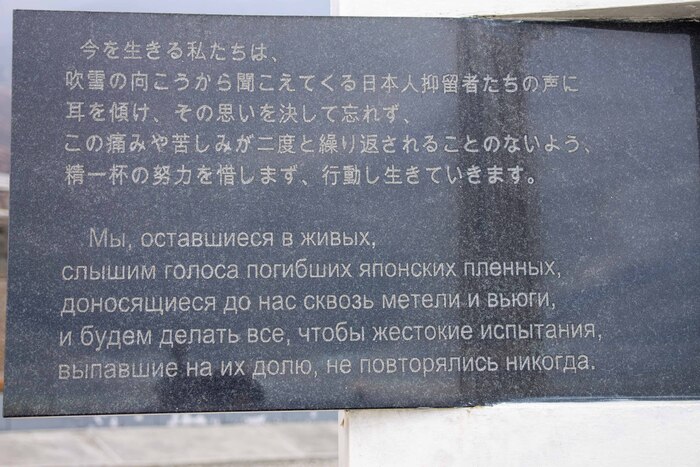 今を生きる私たちは、
吹雪の向こうから聞こえてくる日本人抑留者たちの声に
耳を傾け、その思いを決して忘れず、
この痛みや苦しみが二度と繰り返されることのないよう、
精一杯の努力を惜しまず、行動し生きていきます。
Мы, оставшиеся в живых,
слышим голоса погибших японских пленных,
доносящиеся до нас сквозь метели и вьюги,
и будем делать все, чтобы жестокие испытания,
выпавшие на их долю, не повторялись никогда.